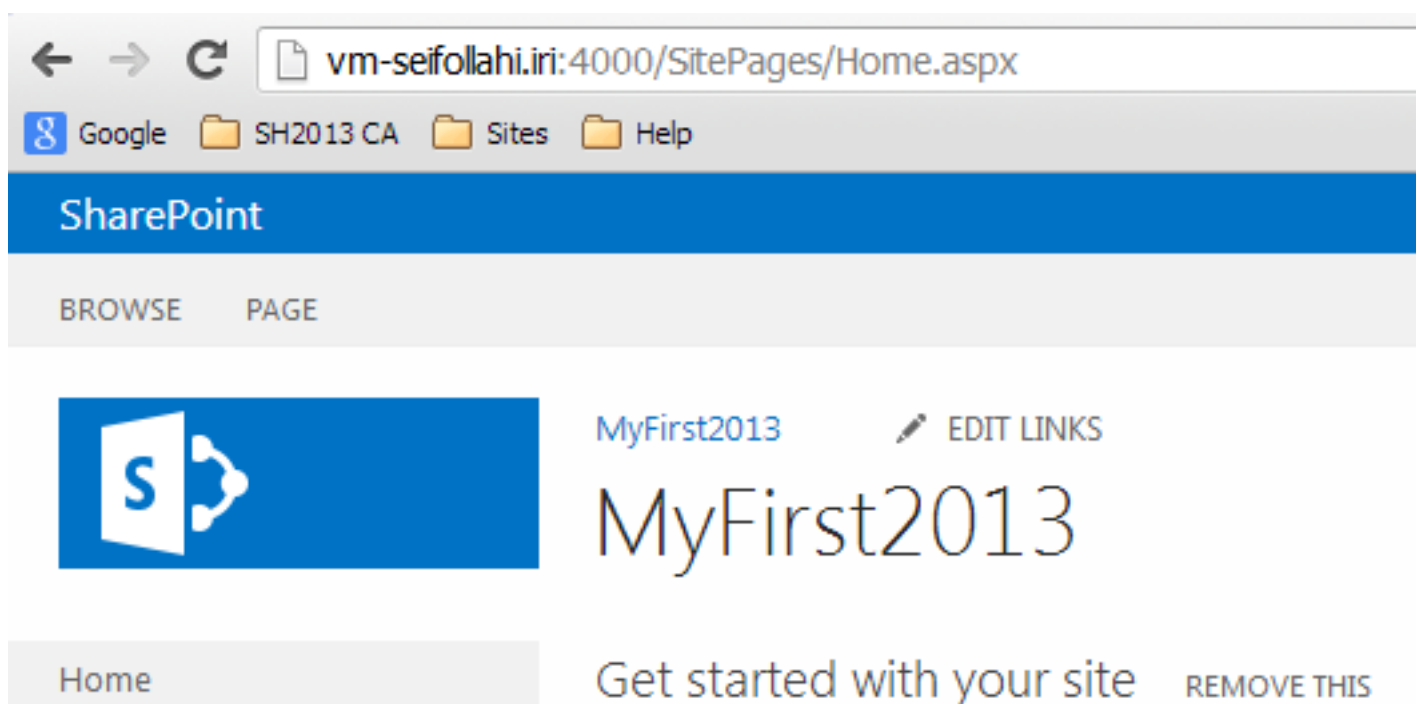 vm-seifollahi.iri:4000/SitePages/Home.aspx
8 Google SH2013 CA Sites Help
SharePoint
BROWSE PAGE
S
MyFirst2013 EDIT LINKS
MyFirst2013
Home
Get started with your site REMOVE THIS